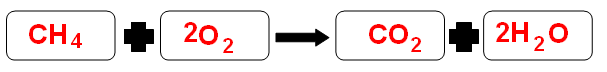 CH₄ + 2O₂ → CO₂ + 2H₂O